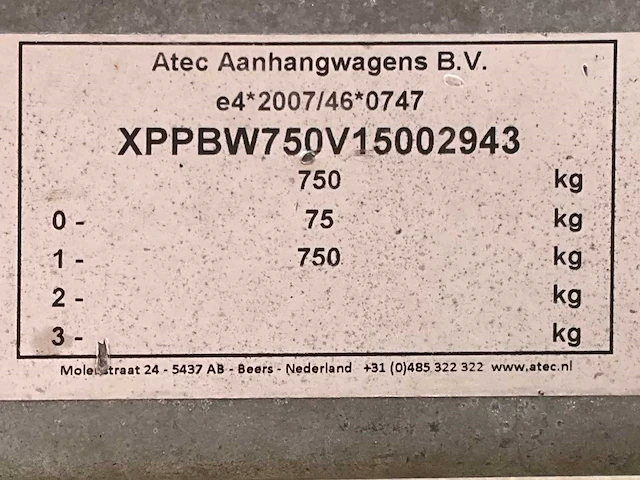 Atec Aanhangwagens B.V.
e4*2007/46*0747
XPPBW750V15002943
750 kg
0 - 75 kg
1 - 750 kg
2 - kg
3 - kg
24 - 5437 AB - Beers - Nederland +31 (0)485 322 322 www.atec.nl